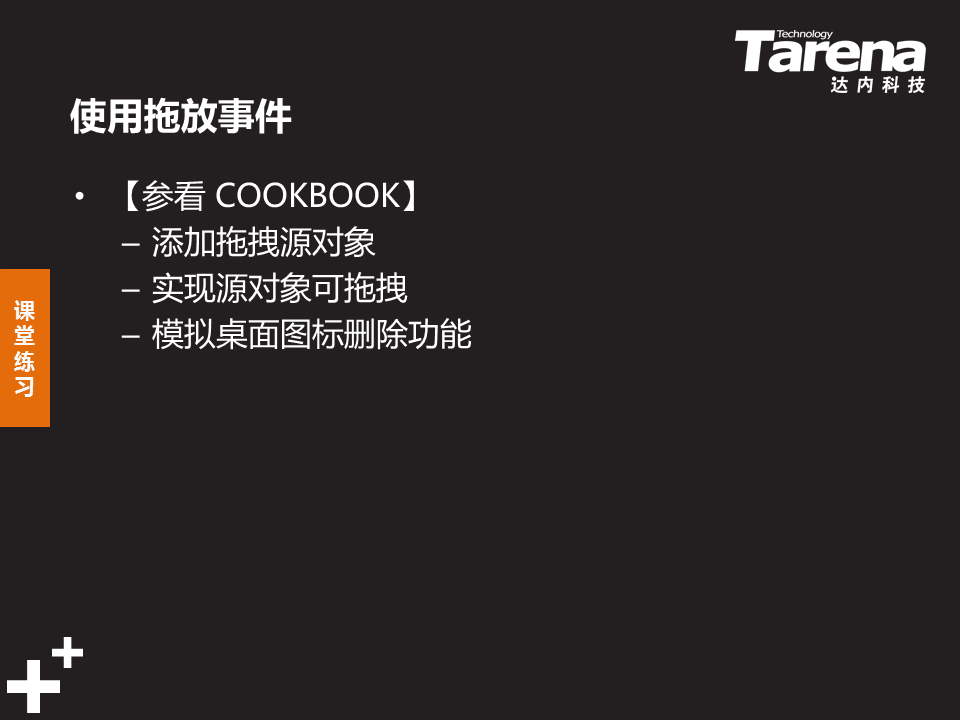 Technology
Tarena
达内科技
使用拖放事件
• 【参看 COOKBOOK】
– 添加拖拽源对象
– 实现源对象可拖拽
– 模拟桌面图标删除功能
课
堂
练
习